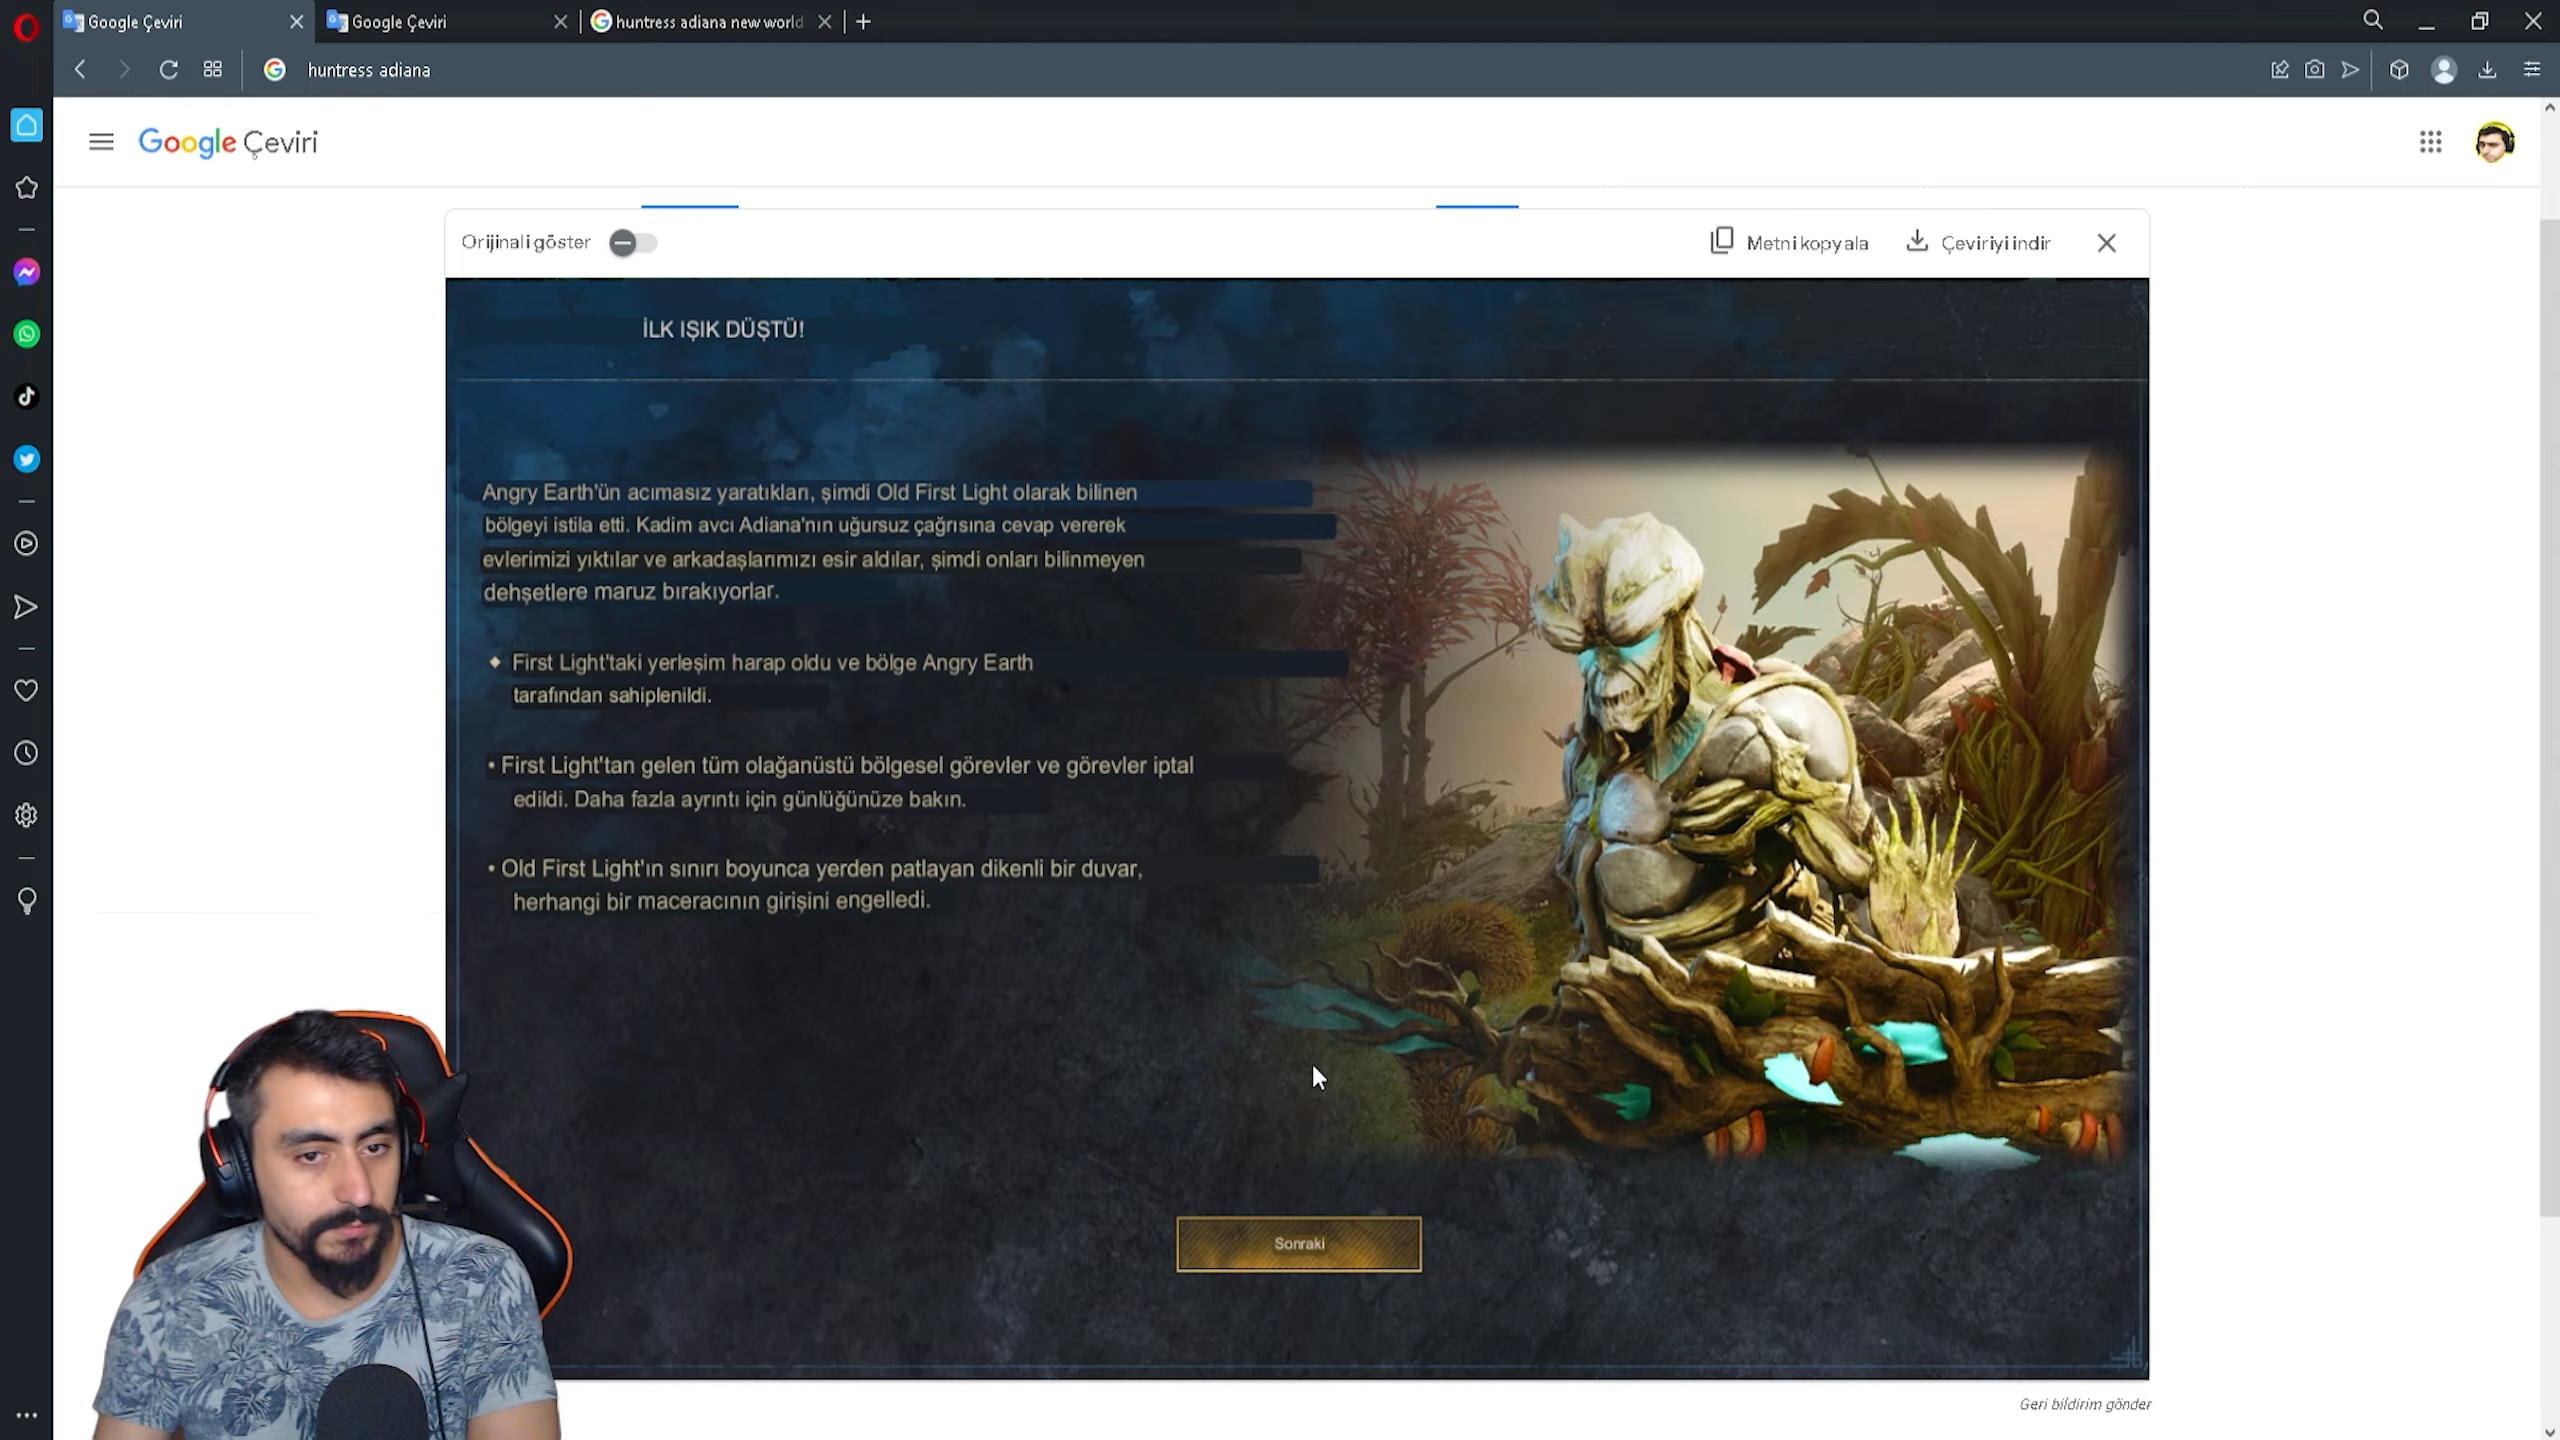 Google Çeviri
Google Çeviri
huntress adiana new world
huntress adiana
Google Çeviri
Orijinali göster
Metni kopyala
Çeviriyi indir
İLK IŞIK DÜŞTÜ!
Angry Earth'ün acımasız yaratıkları, şimdi Old First Light olarak bilinen
bölgeyi istila etti. Kadim avcı Adiana'nın uğursuz çağrısına cevap vererek
evlerimizi yıktılar ve arkadaşlarımızı esir aldılar, şimdi onları bilinmeyen
dehşetlere maruz bırakıyorlar.
◆ First Light'taki yerleşim harap oldu ve bölge Angry Earth
tarafından sahiplenildi.
• First Light'tan gelen tüm olağanüstü bölgesel görevler ve görevler iptal
edildi. Daha fazla ayrıntı için günlüğünüze bakın.
• Old First Light'ın sınırı boyunca yerden patlayan dikenli bir duvar,
herhangi bir maceracının girişini engelledi.
Sonraki
Geri bildirim gönder